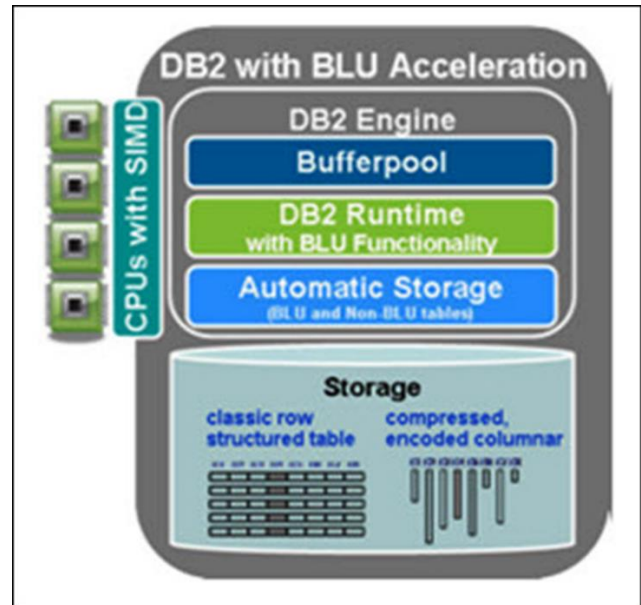 DB2 with BLU Acceleration
CPUs with SIMD
DB2 Engine
Bufferpool
DB2 Runtime
with BLU Functionality
Automatic Storage
(BLU and Non-BLU tables)
Storage
classic row
structured table
compressed,
encoded columnar